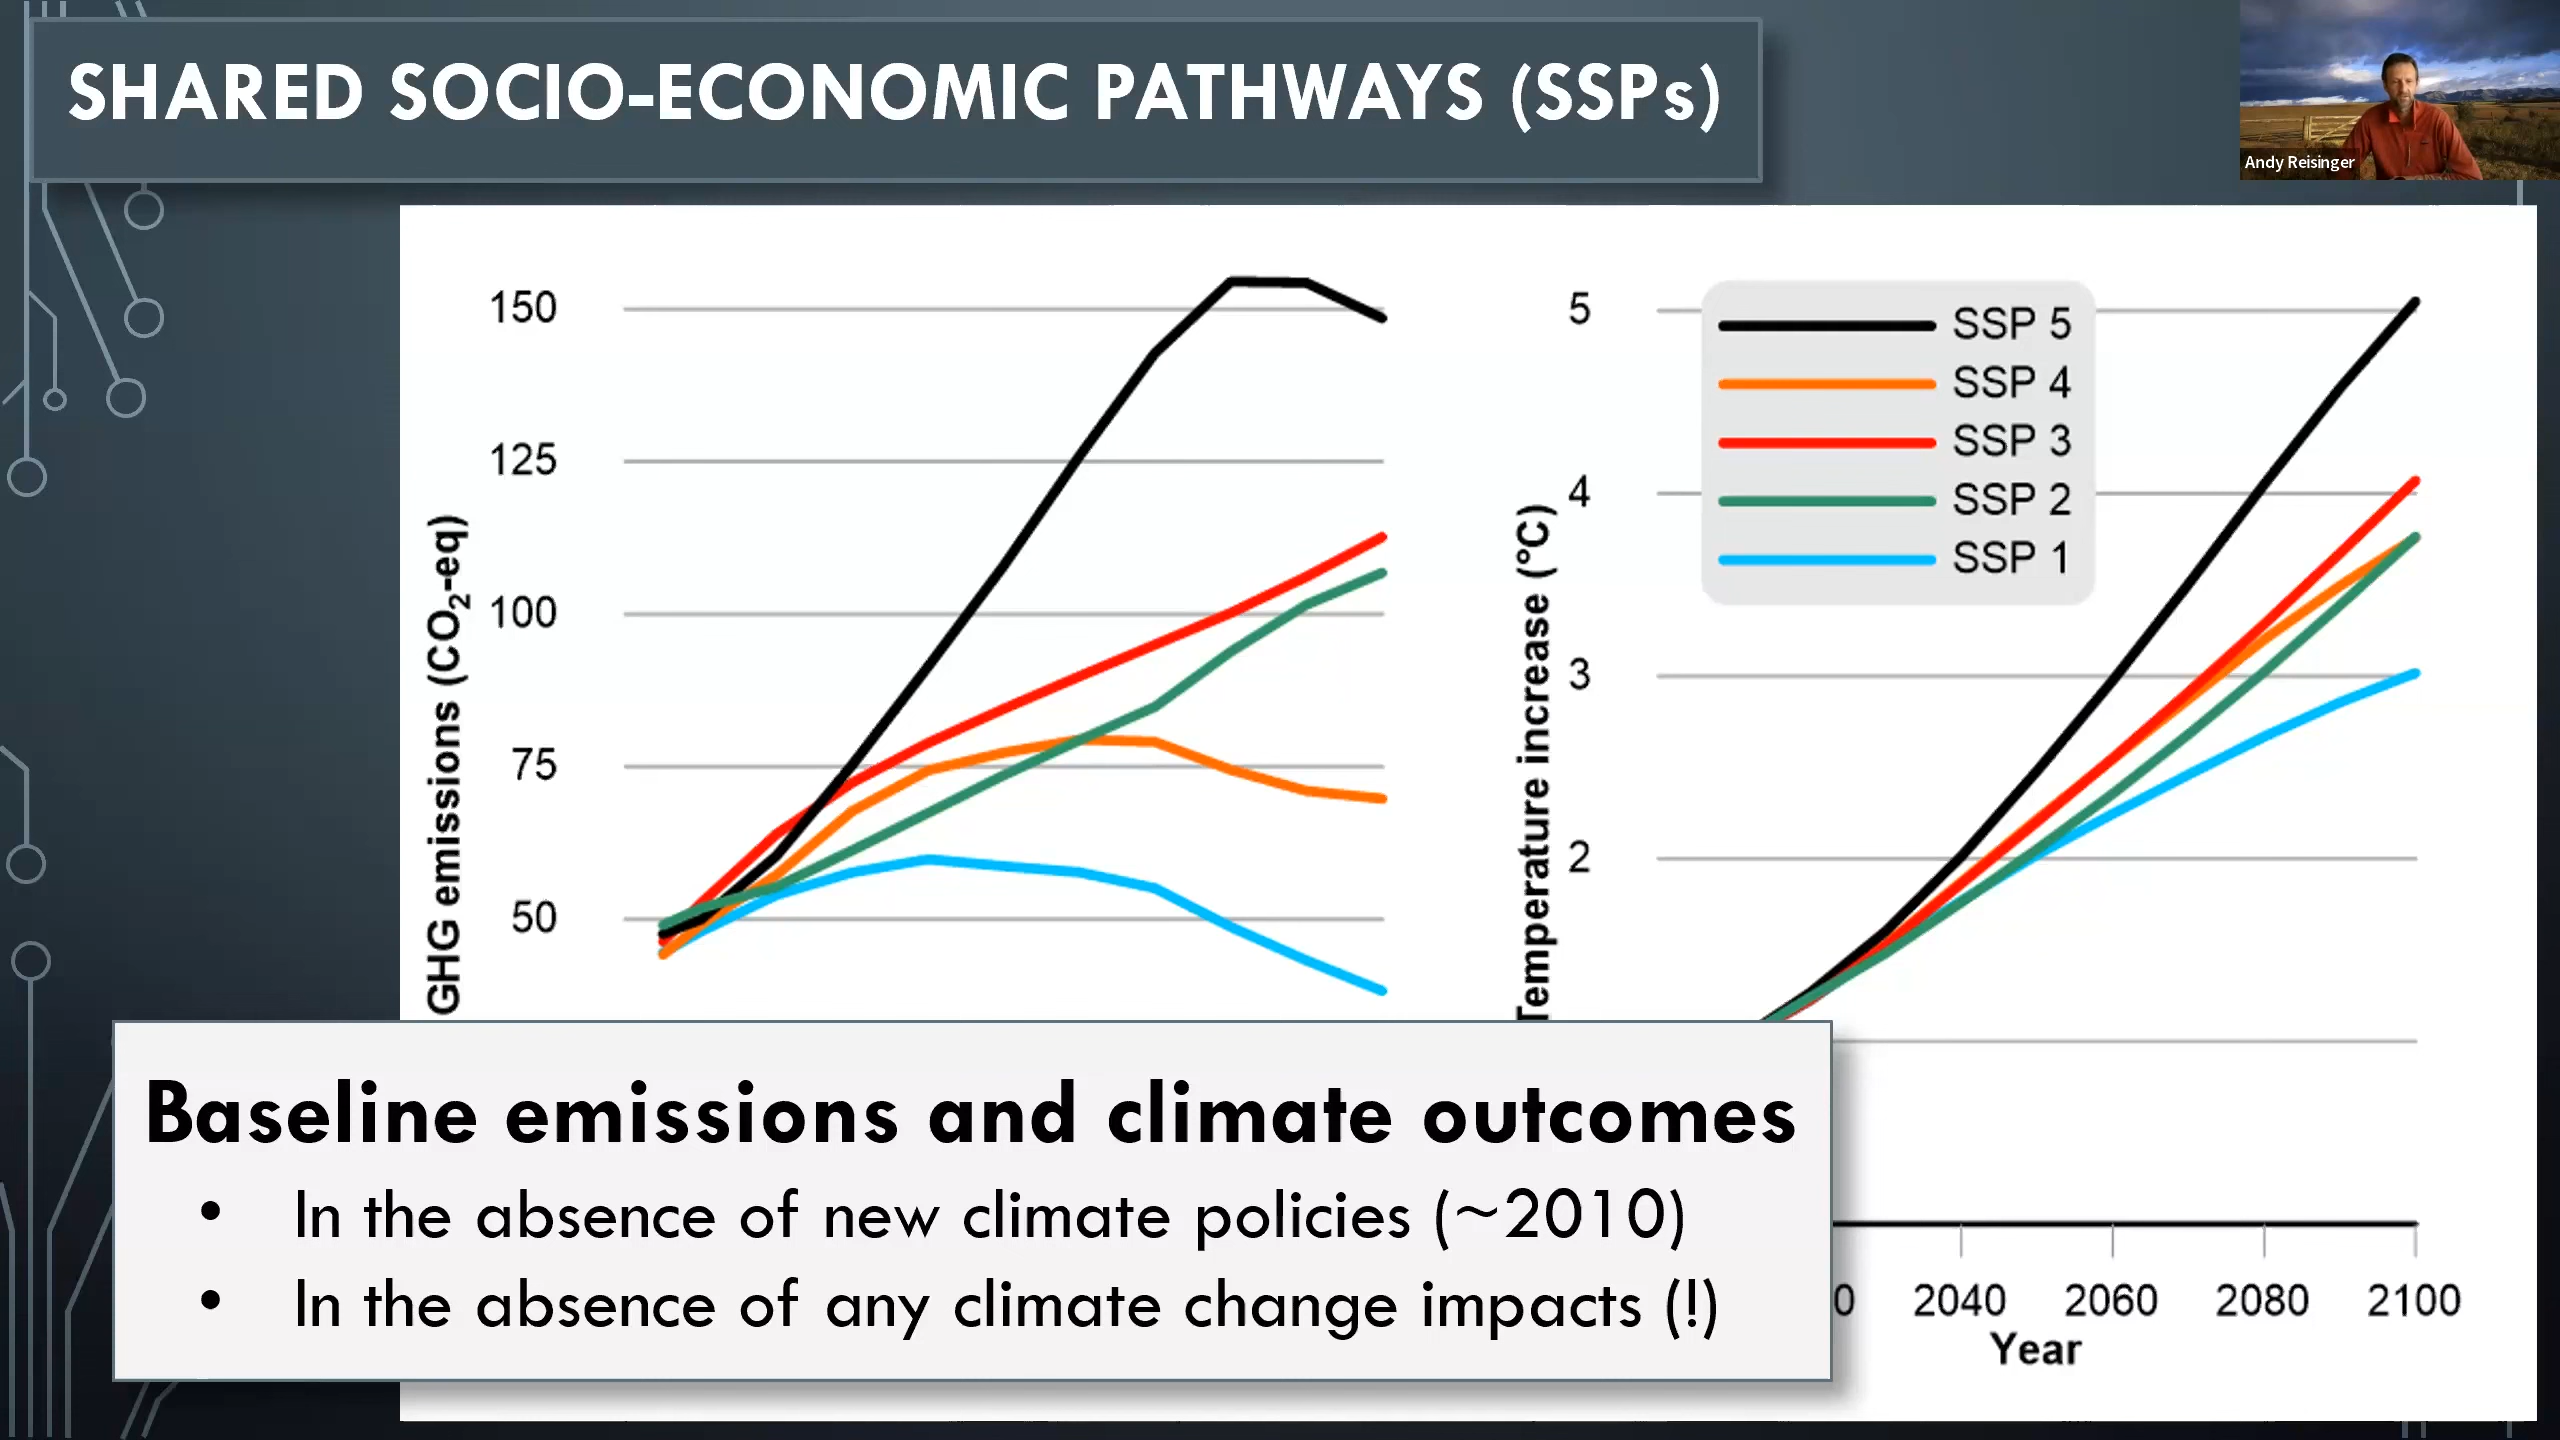 SHARED SOCIO-ECONOMIC PATHWAYS (SSPs)
Andy Reisinger
GHG emissions (CO₂-eq)
150
125
100
75
50
Temperature increase (°C)
5
4
3
2
SSP 5
SSP 4
SSP 3
SSP 2
SSP 1
0 2040 2060 2080 2100
Year
Baseline emissions and climate outcomes
• In the absence of new climate policies (~2010)
• In the absence of any climate change impacts (!)